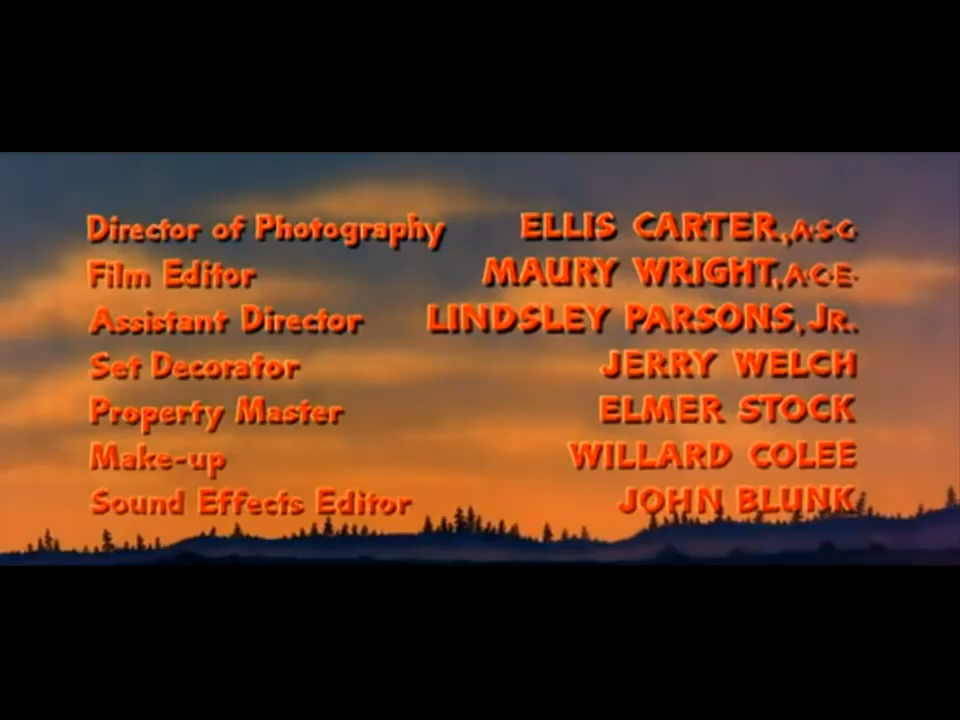 Director of Photography ELLIS CARTER, A·S·C
Film Editor MAURY WRIGHT, A·C·E·
Assistant Director LINDSLEY PARSONS, JR.
Set Decorator JERRY WELCH
Property Master ELMER STOCK
Make-up WILLARD COLEE
Sound Effects Editor JOHN BLUNK